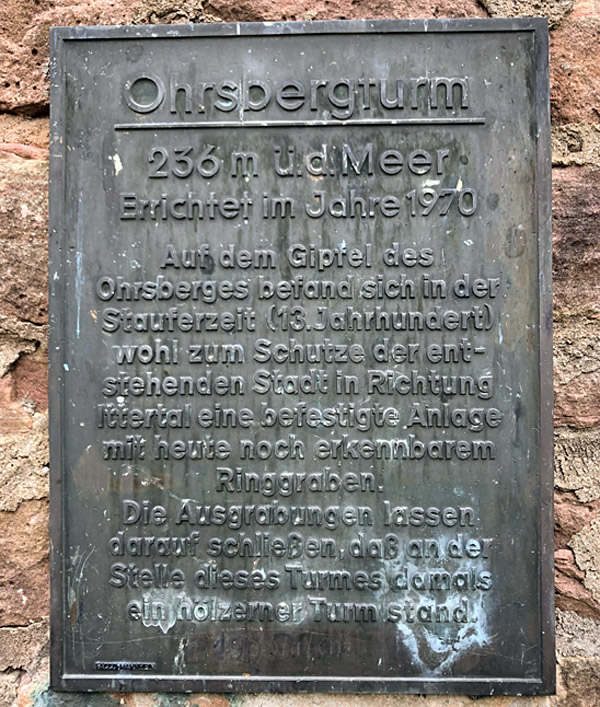 Ohrsbergturm
236 m ü.d.Meer
Errichtet im Jahre 1970
Auf dem Gipfel des
Ohrsberges befand sich in der
Stauferzeit (13. Jahrhundert)
wohl zum Schutze der ent-
stehenden Stadt in Richtung
Ittertal eine befestigte Anlage
mit heute noch erkennbarem
Ringgraben.
Die Ausgrabungen lassen
darauf schließen, daß an der
Stelle dieses Turmes damals
ein hölzerner Turm stand.